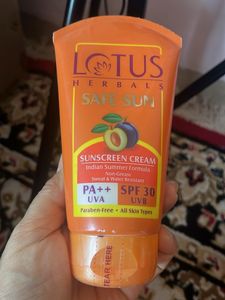 LOTUS
HERBALS
SAFE SUN
SUNSCREEN CREAM
Indian Summer Formula
Non-Grease
Sweat & Water Resistant
PA++
UVA
SPF 30
UVB
Paraben-Free • All Skin Types
TEAR HERE